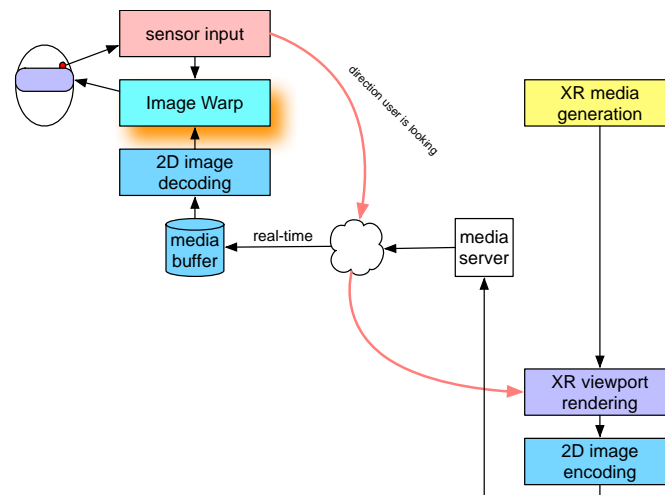 sensor input
Image Warp
2D image
decoding
media
buffer
real-time
direction user is looking
media
server
XR media
generation
XR viewport
rendering
2D image
encoding